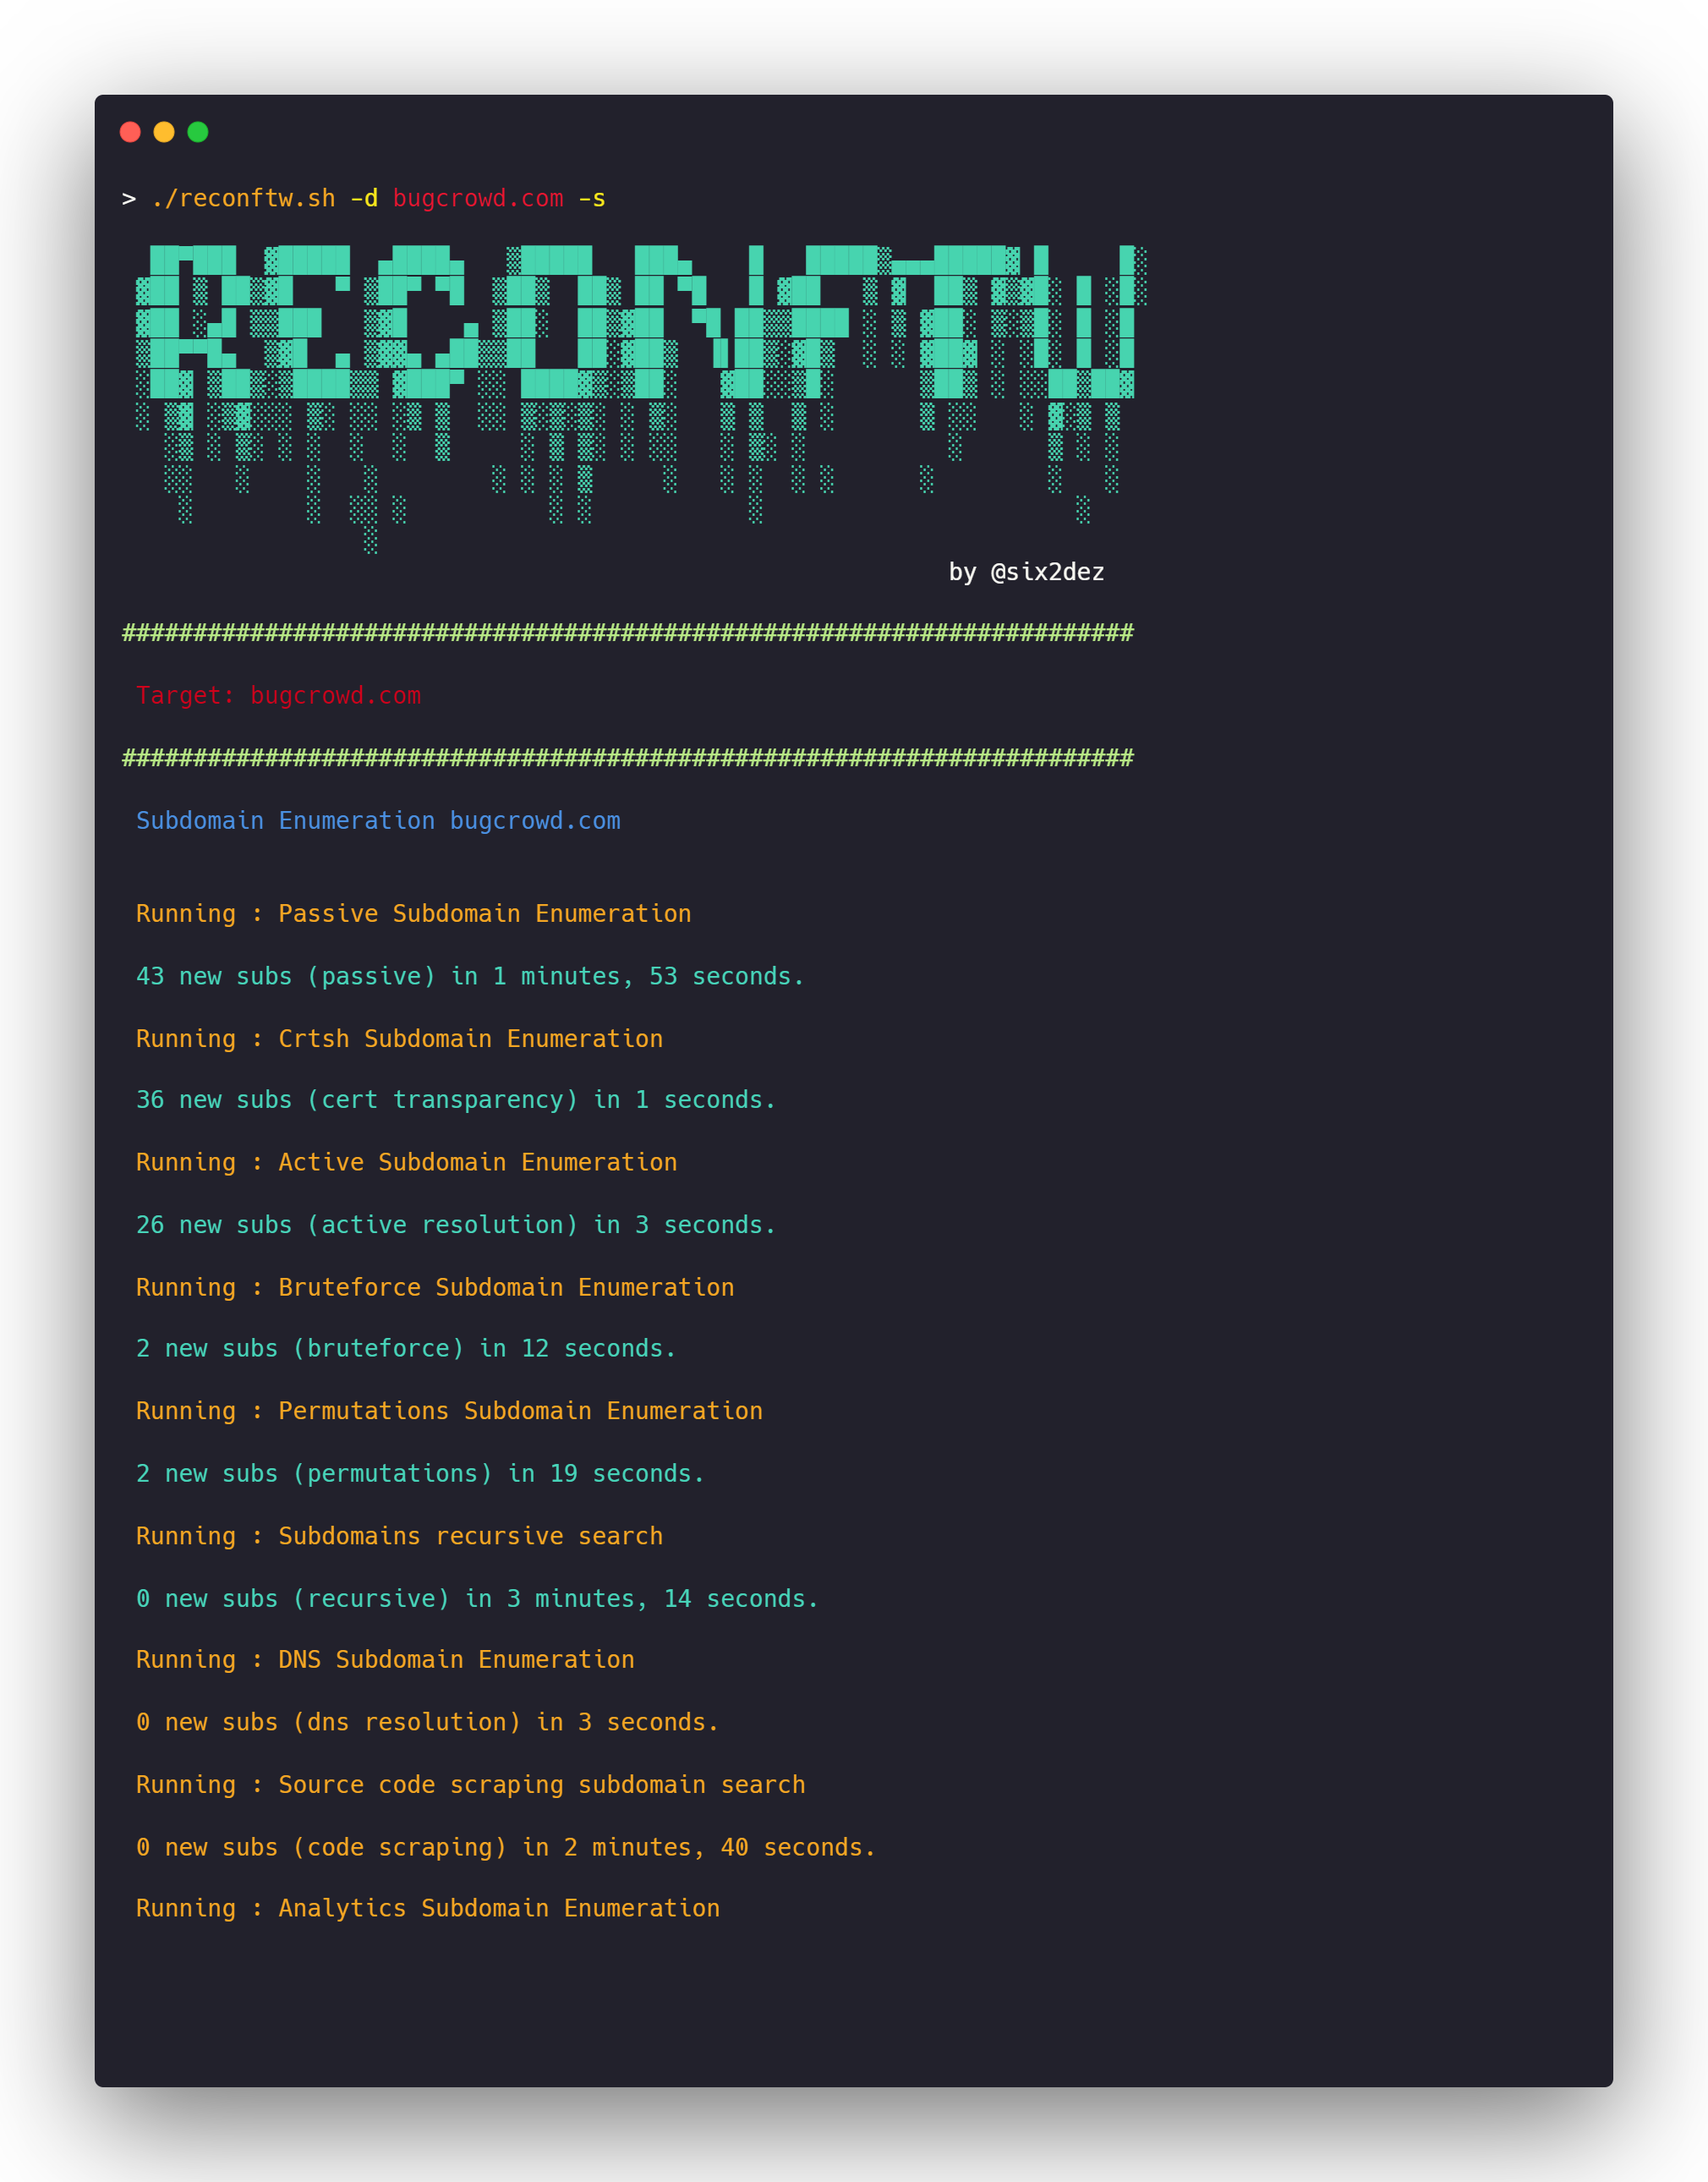 > ./reconftw.sh -d bugcrowd.com -s
RECONFTW
by @six2dez
#######################################################################
Target: bugcrowd.com
#######################################################################
Subdomain Enumeration bugcrowd.com
Running : Passive Subdomain Enumeration
43 new subs (passive) in 1 minutes, 53 seconds.
Running : Crtsh Subdomain Enumeration
36 new subs (cert transparency) in 1 seconds.
Running : Active Subdomain Enumeration
26 new subs (active resolution) in 3 seconds.
Running : Bruteforce Subdomain Enumeration
2 new subs (bruteforce) in 12 seconds.
Running : Permutations Subdomain Enumeration
2 new subs (permutations) in 19 seconds.
Running : Subdomains recursive search
0 new subs (recursive) in 3 minutes, 14 seconds.
Running : DNS Subdomain Enumeration
0 new subs (dns resolution) in 3 seconds.
Running : Source code scraping subdomain search
0 new subs (code scraping) in 2 minutes, 40 seconds.
Running : Analytics Subdomain Enumeration